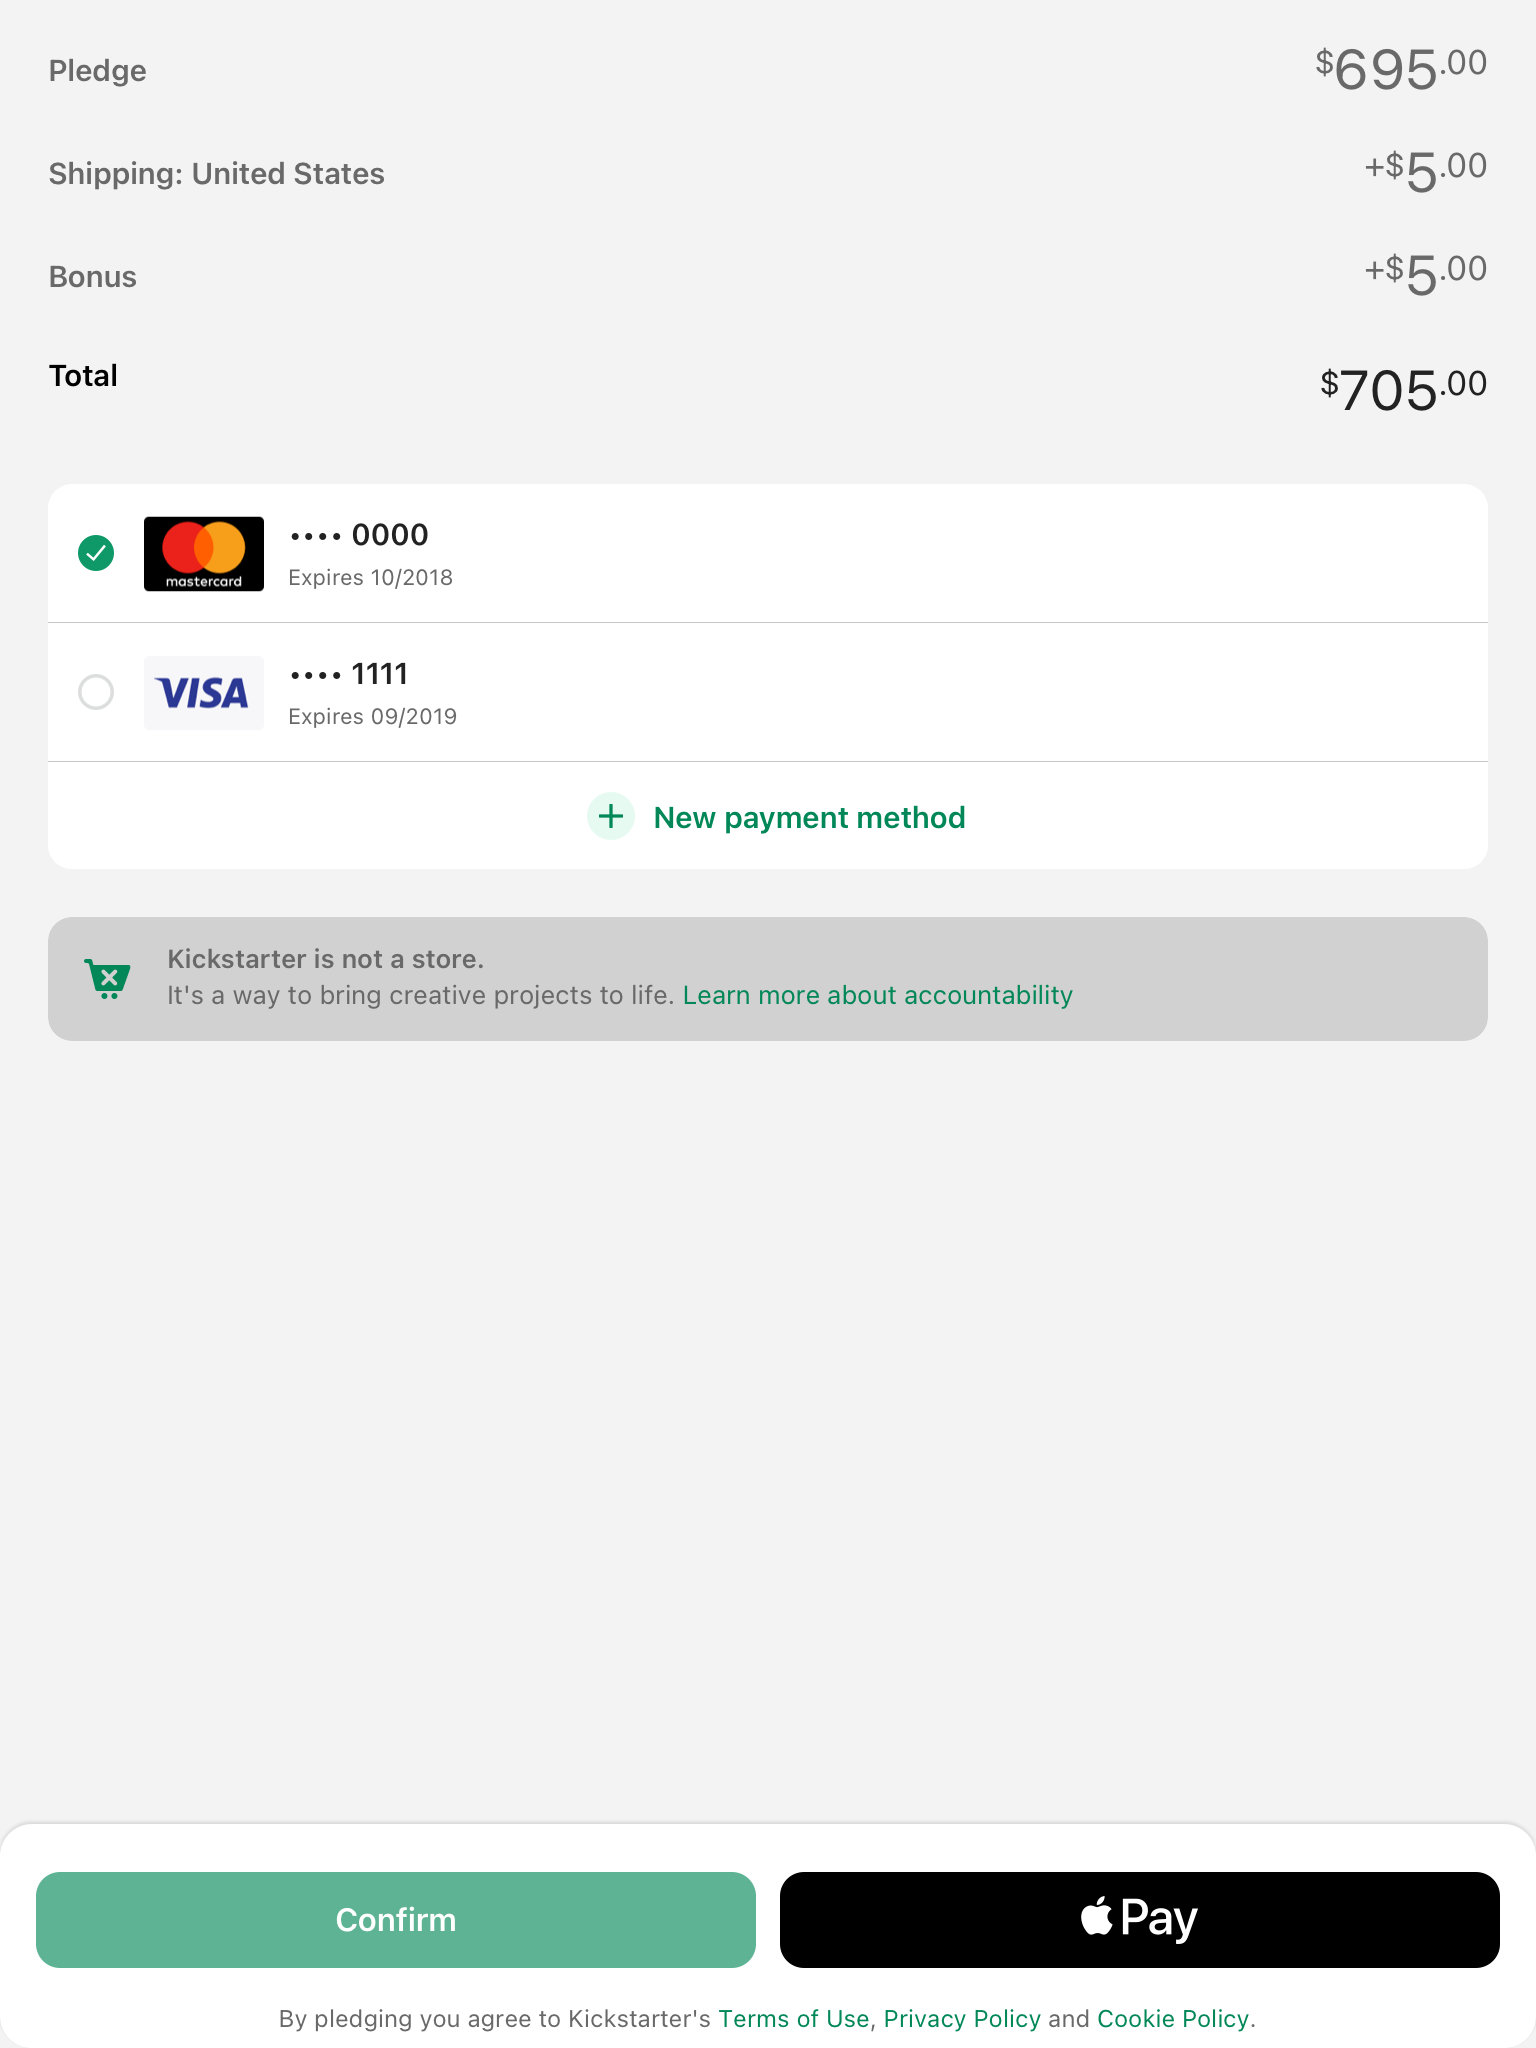 Pledge $695.00
Shipping: United States +$5.00
Bonus +$5.00
Total $705.00
mastercard
•••• 0000
Expires 10/2018
VISA
•••• 1111
Expires 09/2019
New payment method
Kickstarter is not a store.
It's a way to bring creative projects to life. Learn more about accountability
Confirm
Pay
By pledging you agree to Kickstarter's Terms of Use, Privacy Policy and Cookie Policy.